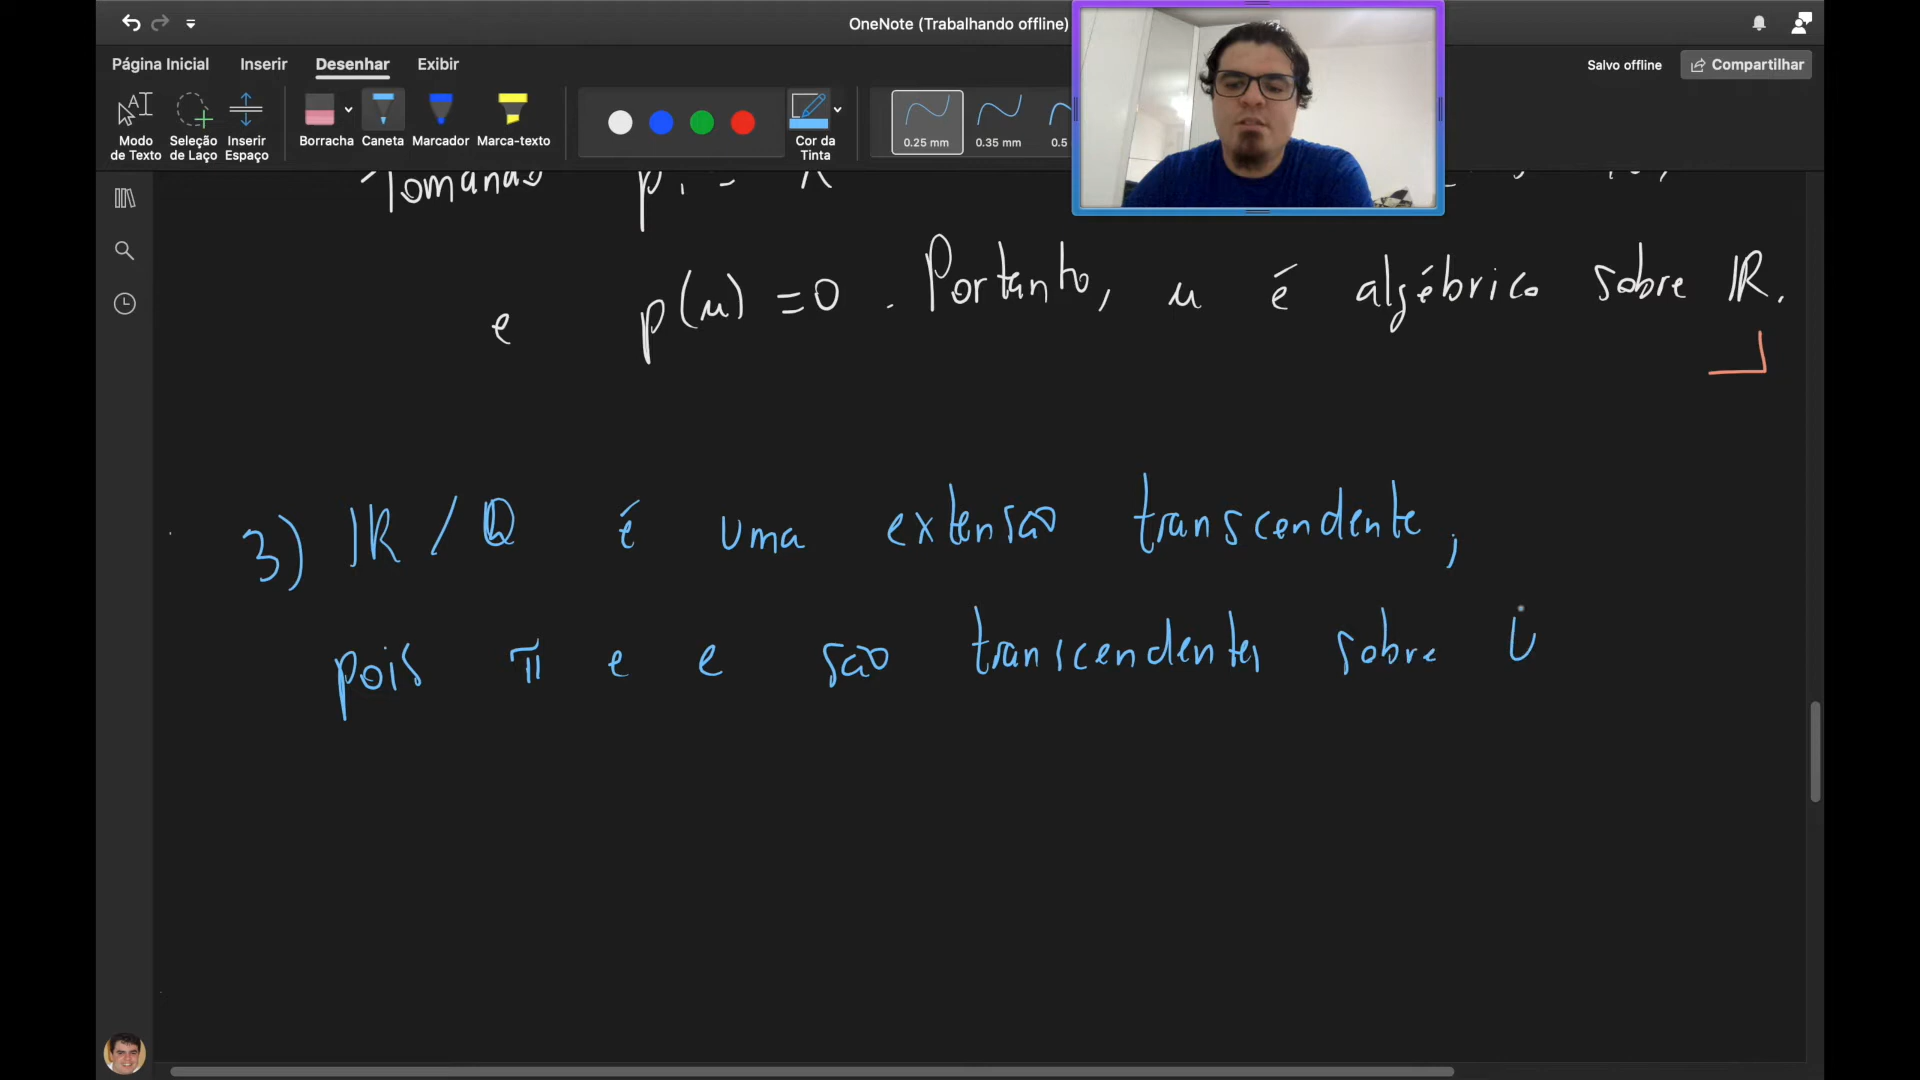 OneNote (Trabalhando offline)
Página Inicial Inserir Desenhar Exibir
Salvo offline Compartilhar
Modo de Texto Seleção de Laço Inserir Espaço Borracha Caneta Marcador Marca-texto Cor da Tinta 0.25 mm 0.35 mm 0.5
Tomando
e p(u) = 0 . Portanto, u é algébrico sobre ℝ.
3) ℝ / ℚ é uma extensão transcendente,
pois π e e são transcendentes sobre